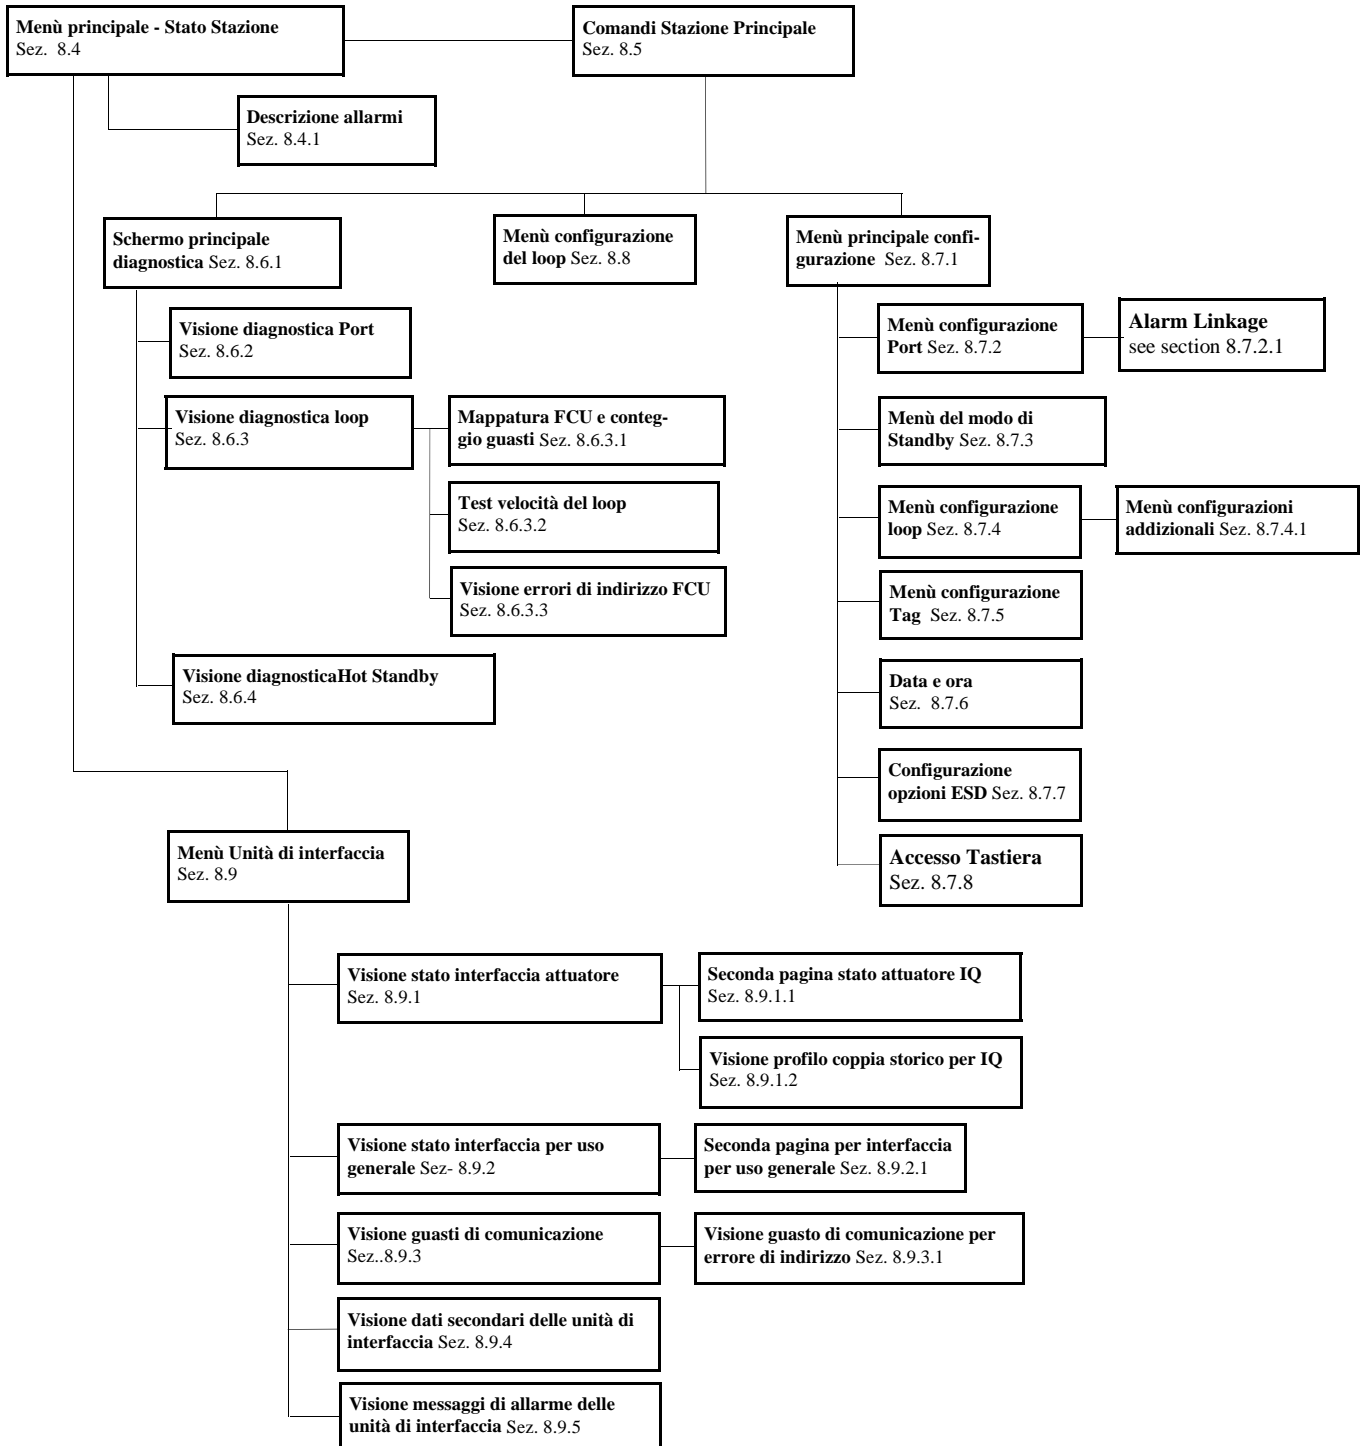 Menù principale - Stato Stazione
Sez. 8.4
Comandi Stazione Principale
Sez. 8.5
Descrizione allarmi
Sez. 8.4.1
Schermo principale
diagnostica Sez. 8.6.1
Menù configurazione
del loop Sez. 8.8
Menù principale confi-
gurazione Sez. 8.7.1
Visione diagnostica Port
Sez. 8.6.2
Menù configurazione
Port Sez. 8.7.2
Alarm Linkage
see section 8.7.2.1
Visione diagnostica loop
Sez. 8.6.3
Mappatura FCU e conteg-
gio guasti Sez. 8.6.3.1
Menù del modo di
Standby Sez. 8.7.3
Test velocità del loop
Sez. 8.6.3.2
Menù configurazione
loop Sez. 8.7.4
Menù configurazioni
addizionali Sez. 8.7.4.1
Visione errori di indirizzo FCU
Sez. 8.6.3.3
Menù configurazione
Tag Sez. 8.7.5
Visione diagnosticaHot Standby
Sez. 8.6.4
Data e ora
Sez. 8.7.6
Configurazione
opzioni ESD Sez. 8.7.7
Menù Unità di interfaccia
Sez. 8.9
Accesso Tastiera
Sez. 8.7.8
Visione stato interfaccia attuatore
Sez. 8.9.1
Seconda pagina stato attuatore IQ
Sez. 8.9.1.1
Visione profilo coppia storico per IQ
Sez. 8.9.1.2
Visione stato interfaccia per uso
generale Sez- 8.9.2
Seconda pagina per interfaccia
per uso generale Sez. 8.9.2.1
Visione guasti di comunicazione
Sez..8.9.3
Visione guasto di comunicazione per
errore di indirizzo Sez. 8.9.3.1
Visione dati secondari delle unità di
interfaccia Sez. 8.9.4
Visione messaggi di allarme delle
unità di interfaccia Sez. 8.9.5